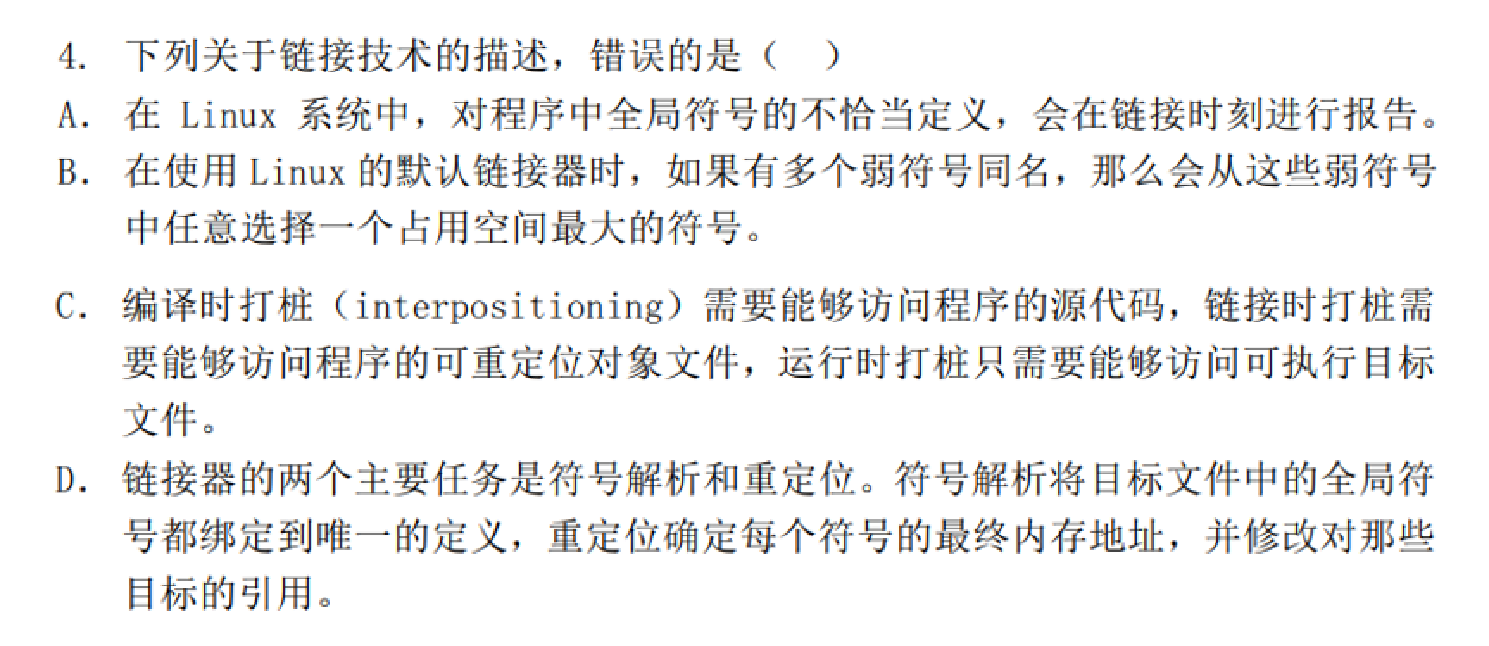 4. 下列关于链接技术的描述，错误的是（ ）
A. 在 Linux 系统中，对程序中全局符号的不恰当定义，会在链接时刻进行报告。
B. 在使用 Linux 的默认链接器时，如果有多个弱符号同名，那么会从这些弱符号
中任意选择一个占用空间最大的符号。
C. 编译时打桩（interpositioning）需要能够访问程序的源代码，链接时打桩需
要能够访问程序的可重定位对象文件，运行时打桩只需要能够访问可执行目标
文件。
D. 链接器的两个主要任务是符号解析和重定位。符号解析将目标文件中的全局符
号都绑定到唯一的定义，重定位确定每个符号的最终内存地址，并修改对那些
目标的引用。